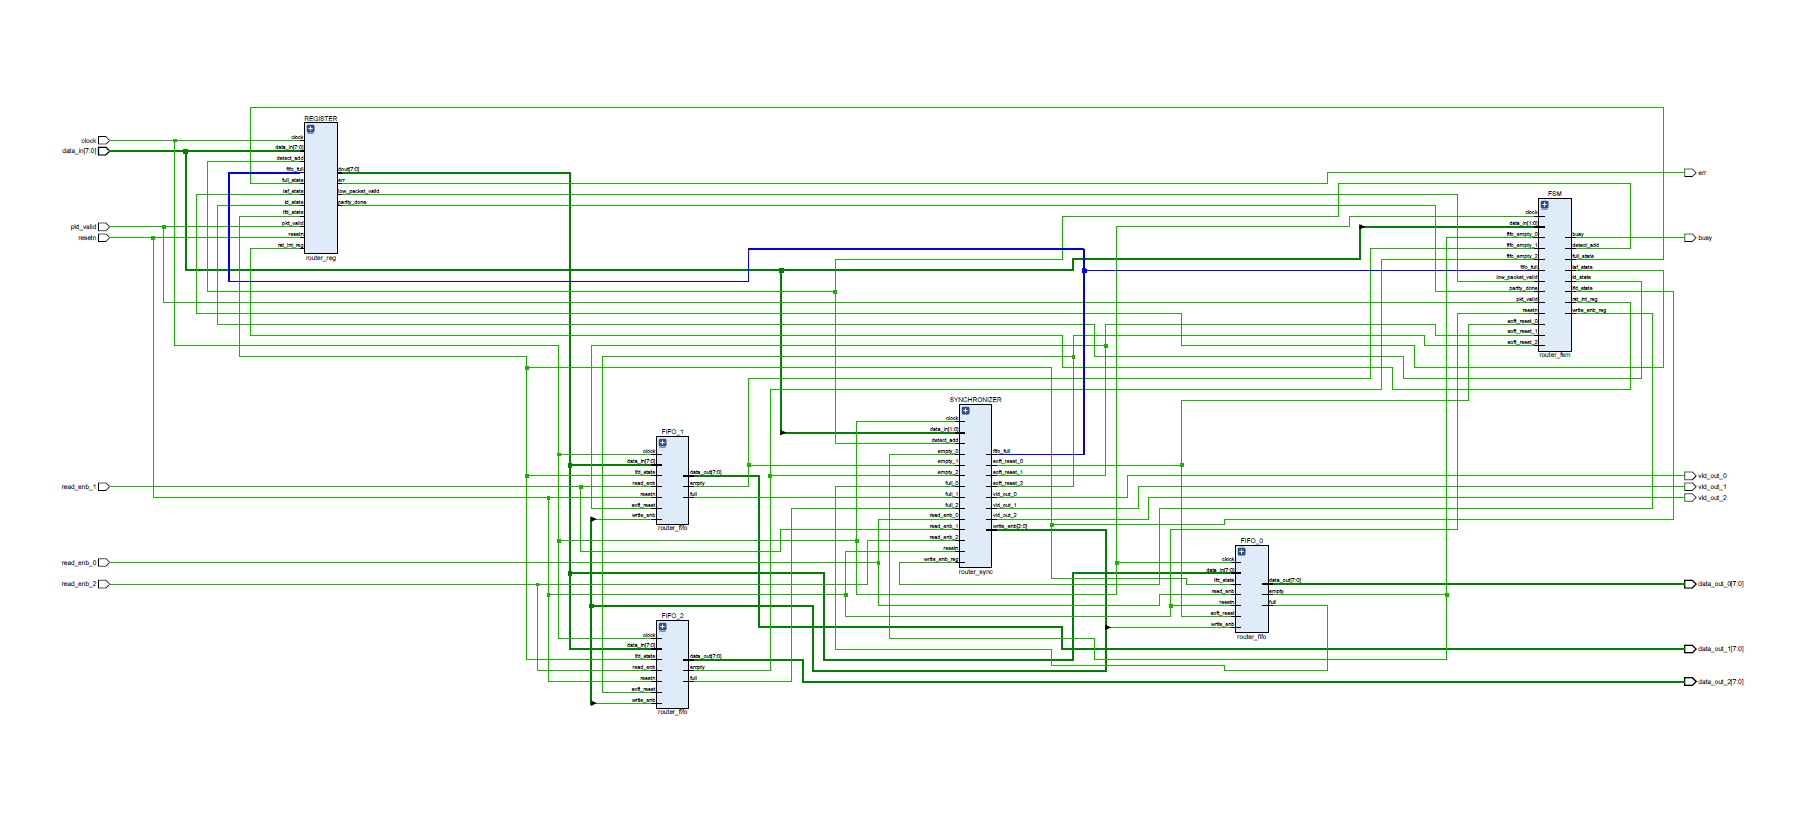 clock
data_in[7:0]
pkt_valid
resetn
read_enb_1
read_enb_0
read_enb_2
REGISTER
clock
data_in[7:0]
detect_add
fifo_full
full_state
laf_state
ld_state
lfd_state
pkt_valid
resetn
rst_int_reg
dout[7:0]
err
low_packet_valid
parity_done
router_reg
FIFO_1
clock
data_in[7:0]
lfd_state
read_enb
resetn
soft_reset
write_enb
data_out[7:0]
empty
full
router_fifo
FIFO_2
clock
data_in[7:0]
lfd_state
read_enb
resetn
soft_reset
write_enb
data_out[7:0]
empty
full
router_fifo
SYNCHRONIZER
clock
data_in[1:0]
detect_add
empty_0
empty_1
empty_2
full_0
full_1
full_2
read_enb_0
read_enb_1
read_enb_2
resetn
write_enb_reg
fifo_full
soft_reset_0
soft_reset_1
soft_reset_2
vld_out_0
vld_out_1
vld_out_2
write_enb[2:0]
router_sync
FIFO_0
clock
data_in[7:0]
lfd_state
read_enb
resetn
soft_reset
write_enb
data_out[7:0]
empty
full
router_fifo
FSM
clock
data_in[1:0]
fifo_empty_0
fifo_empty_1
fifo_empty_2
fifo_full
low_packet_valid
parity_done
pkt_valid
resetn
soft_reset_0
soft_reset_1
soft_reset_2
busy
detect_add
full_state
laf_state
ld_state
lfd_state
rst_int_reg
write_enb_reg
router_fsm
err
busy
vld_out_0
vld_out_1
vld_out_2
data_out_0[7:0]
data_out_1[7:0]
data_out_2[7:0]